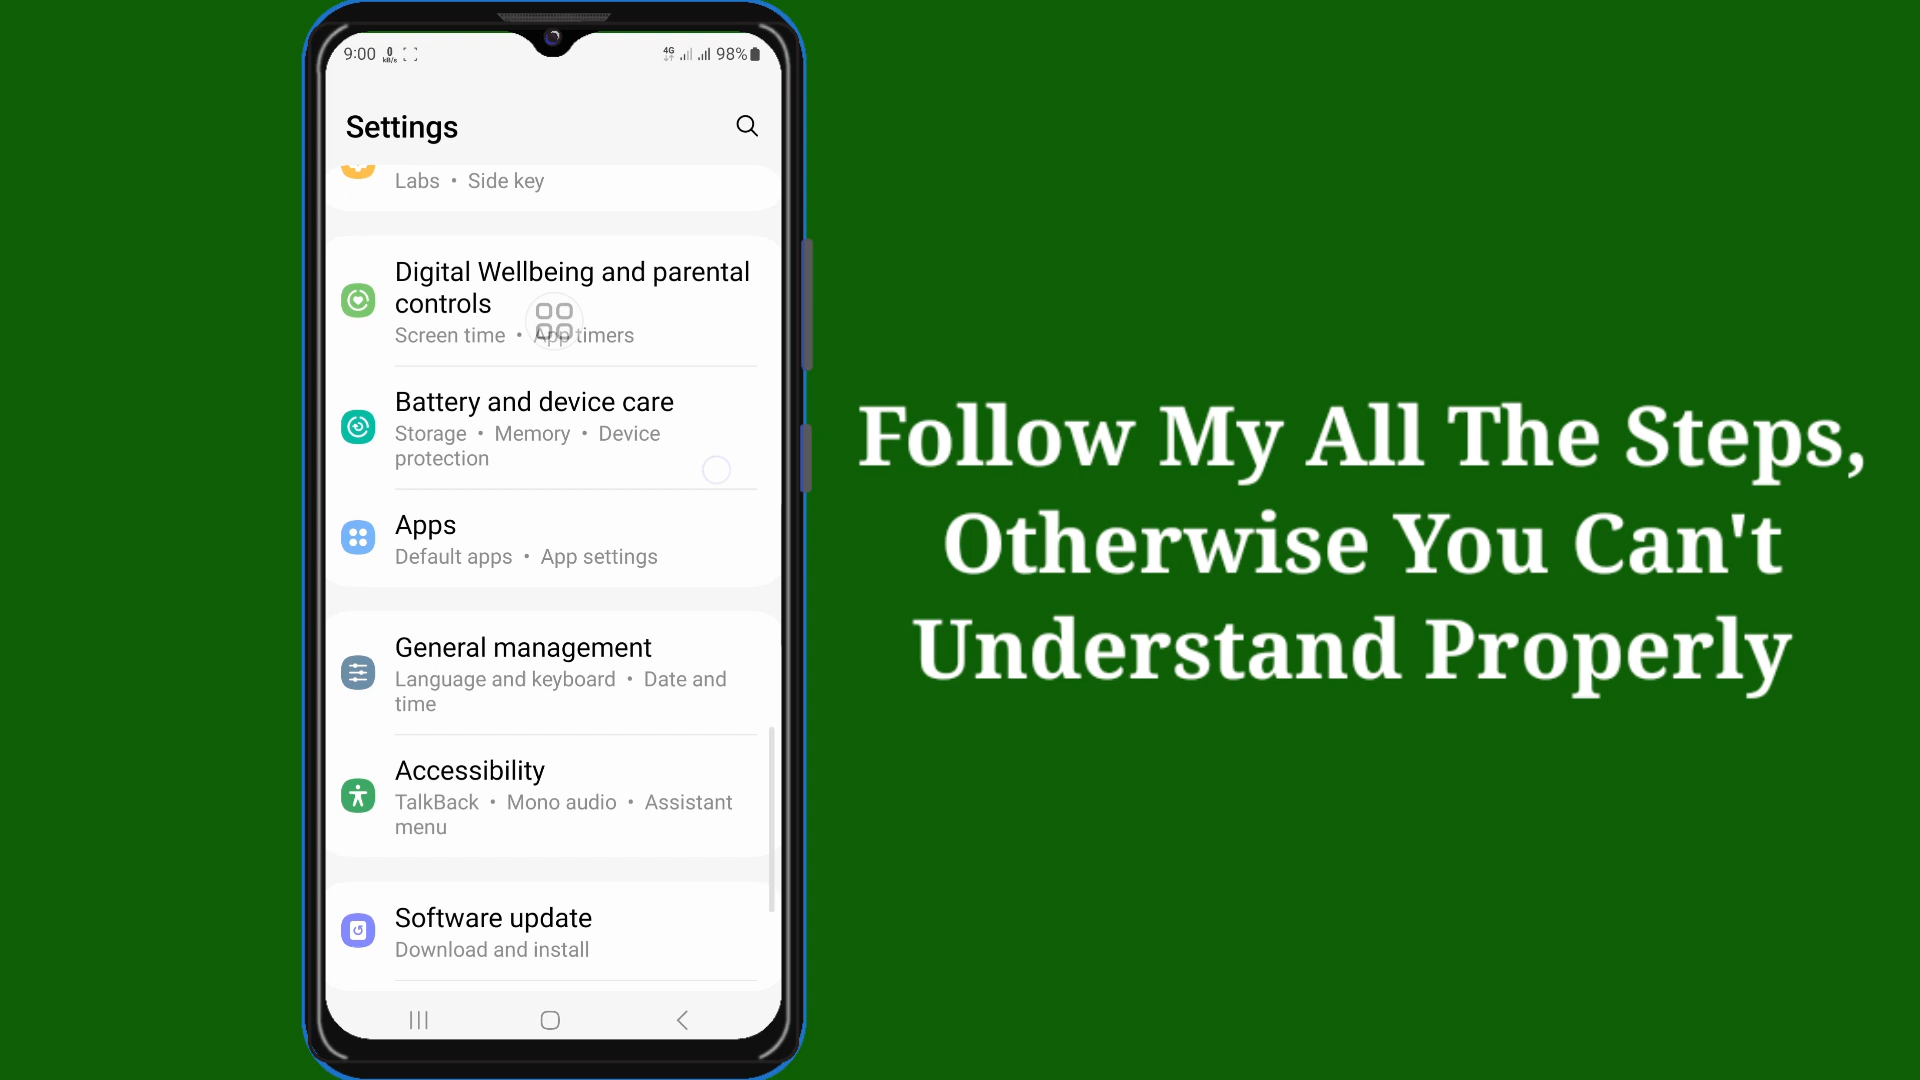 9:00 0 kB/s 4G 98%
Settings
Labs • Side key
Digital Wellbeing and parental
controls
Screen time • App timers
Battery and device care
Storage • Memory • Device
protection
Apps
Default apps • App settings
General management
Language and keyboard • Date and
time
Accessibility
TalkBack • Mono audio • Assistant
menu
Software update
Download and install
Follow My All The Steps,
Otherwise You Can't
Understand Properly